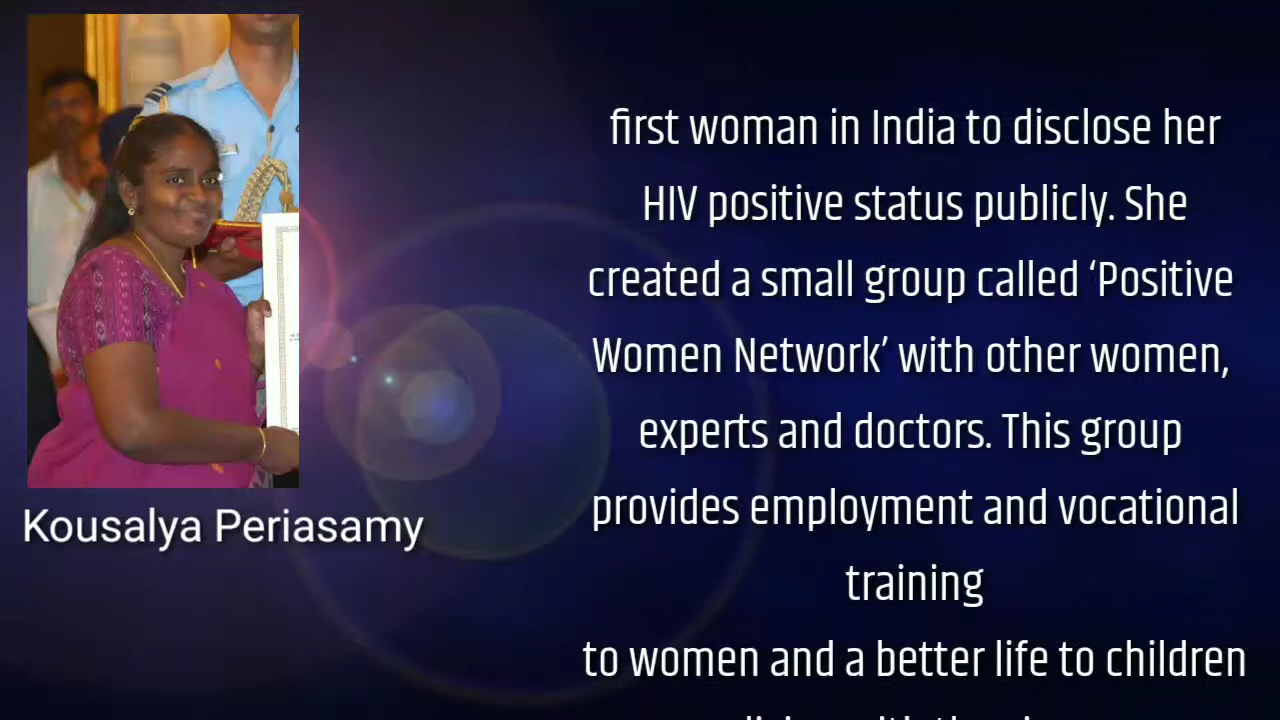 first woman in India to disclose her
HIV positive status publicly. She
created a small group called ‘Positive
Women Network’ with other women,
experts and doctors. This group
provides employment and vocational
training
to women and a better life to children
Kousalya Periasamy